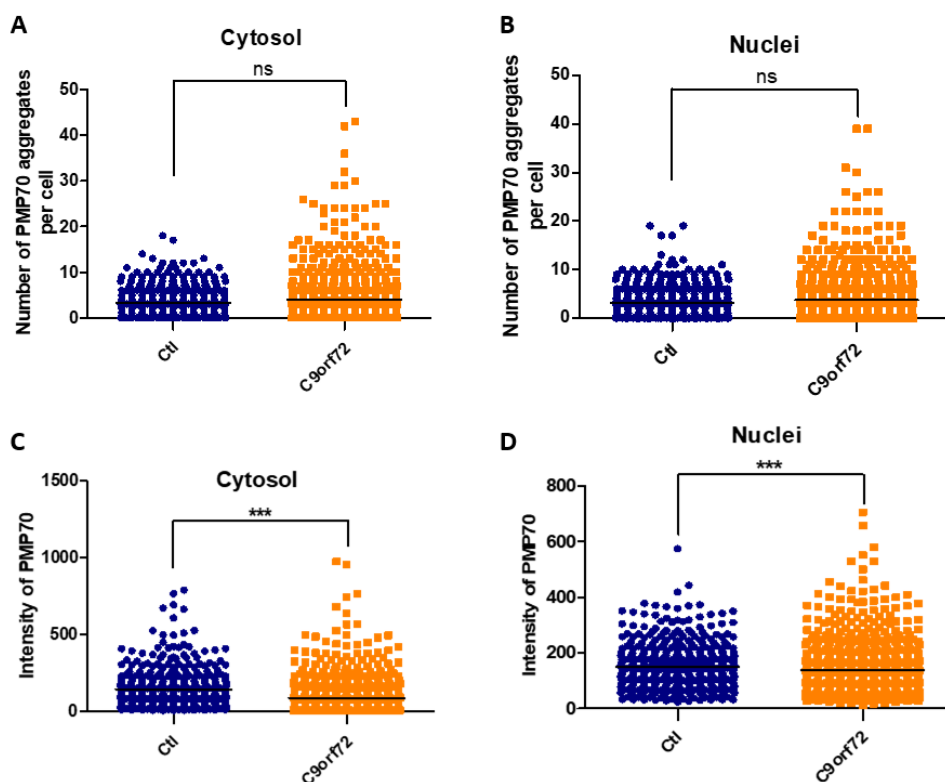 A
Cytosol
ns
Number of PMP70 aggregates
per cell
50
40
30
20
10
0
Ctl
C9orf72
B
Nuclei
ns
Number of PMP70 aggregates
per cell
50
40
30
20
10
0
Ctl
C9orf72
C
Cytosol
***
Intensity of PMP70
1500
1000
500
0
Ctl
C9orf72
D
Nuclei
***
Intensity of PMP70
800
600
400
200
0
Ctl
C9orf72